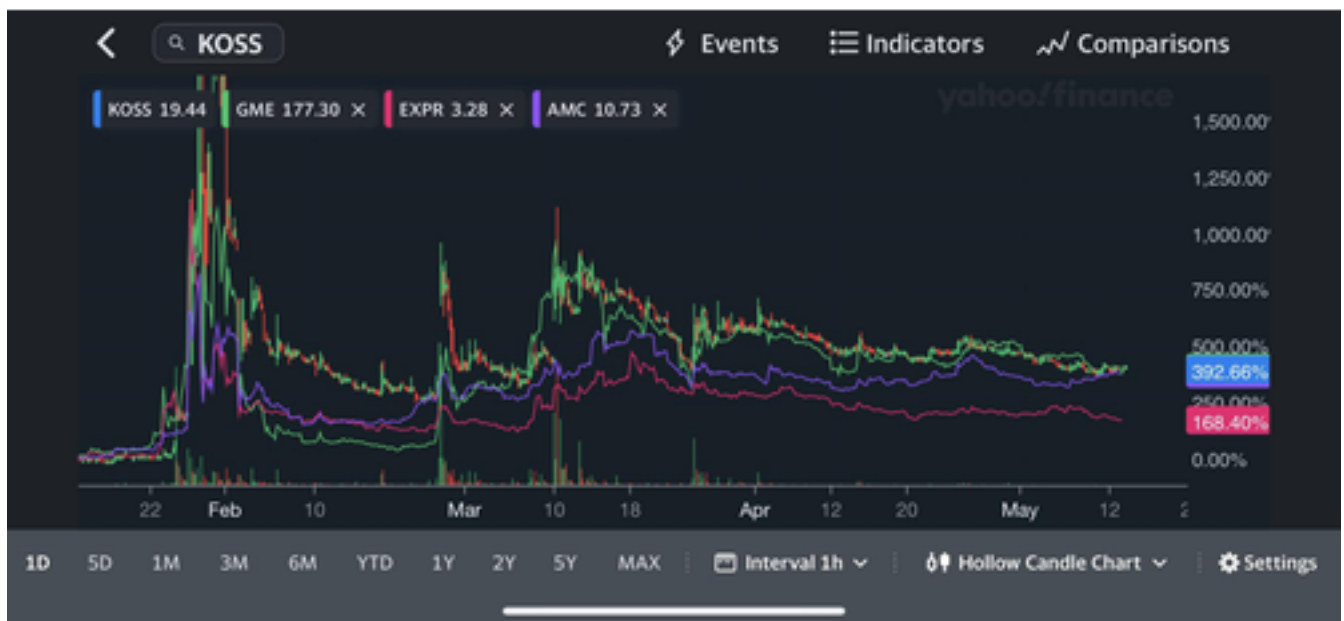 KOSS Events Indicators Comparisons
yahoo!finance
KOSS 19.44 GME 177.30 × EXPR 3.28 × AMC 10.73 ×
1,500.00
1,250.00
1,000.00
750.00%
500.00%
392.66%
250.00%
168.40%
0.00%
22 Feb 10 Mar 10 18 Apr 12 20 May 12 2
1D 5D 1M 3M 6M YTD 1Y 2Y 5Y MAX Interval 1h Hollow Candle Chart Settings